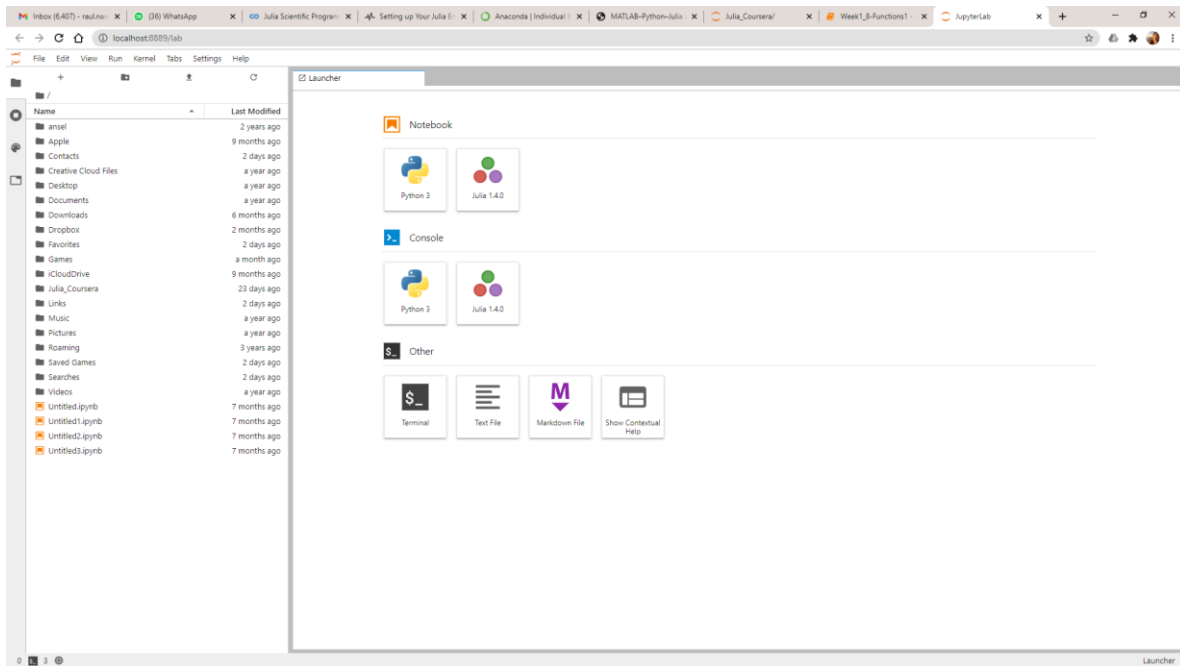 Inbox (6,407) - raul.nav
(36) WhatsApp
Julia Scientific Program
Setting up Your Julia En
Anaconda | Individual
MATLAB-Python-Julia
Julia_Coursera/
Week1_8-Functions1 -
JupyterLab
localhost:8889/lab
File Edit View Run Kernel Tabs Settings Help
Launcher
/
Name Last Modified
ansel 2 years ago
Apple 9 months ago
Contacts 2 days ago
Creative Cloud Files a year ago
Desktop a year ago
Documents a year ago
Downloads 6 months ago
Dropbox 2 months ago
Favorites 2 days ago
Games a month ago
iCloudDrive 9 months ago
Julia_Coursera 23 days ago
Links 2 days ago
Music a year ago
Pictures a year ago
Roaming 3 years ago
Saved Games 2 days ago
Searches 2 days ago
Videos a year ago
Untitled.ipynb 7 months ago
Untitled1.ipynb 7 months ago
Untitled2.ipynb 7 months ago
Untitled3.ipynb 7 months ago
Notebook
Python 3
Julia 1.4.0
Console
Python 3
Julia 1.4.0
$_ Other
$_
Terminal
Text File
M
Markdown File
Show Contextual
Help
0 3
Launcher